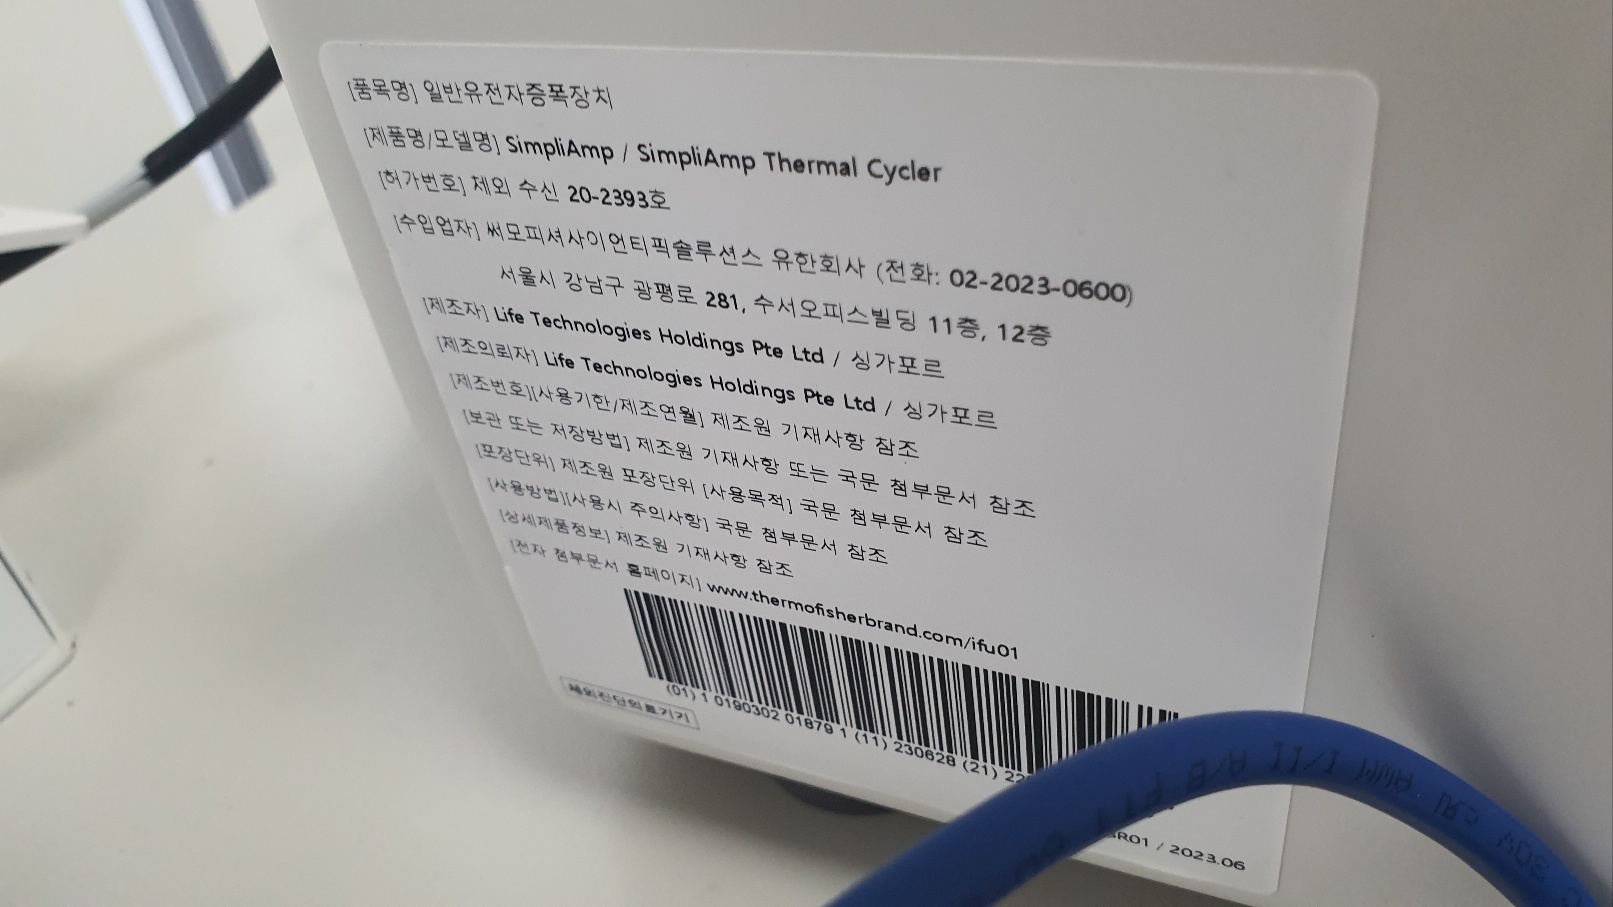 [품목명] 일반유전자증폭장치
[제품명/모델명] SimpliAmp / SimpliAmp Thermal Cycler
[허가번호] 체외 수신 20-2393호
[수입업자] 써모피셔사이언티픽솔루션스 유한회사 (전화: 02-2023-0600)
서울시 강남구 광평로 281, 수서오피스빌딩 11층, 12층
[제조자] Life Technologies Holdings Pte Ltd / 싱가포르
[제조의뢰자] Life Technologies Holdings Pte Ltd / 싱가포르
[제조번호][사용기한/제조연월] 제조원 기재사항 참조
[보관 또는 저장방법] 제조원 기재사항 또는 국문 첨부문서 참조
[포장단위] 제조원 포장단위 [사용목적] 국문 첨부문서 참조
[사용방법][사용시 주의사항] 국문 첨부문서 참조
[상세제품정보] 제조원 기재사항 참조
[전자 첨부문서 홈페이지] www.thermofisherbrand.com/ifu01
(01) 1 0190302 01879 1 (11) 230628 (21)
체외진단의료기기
/ 2023.06